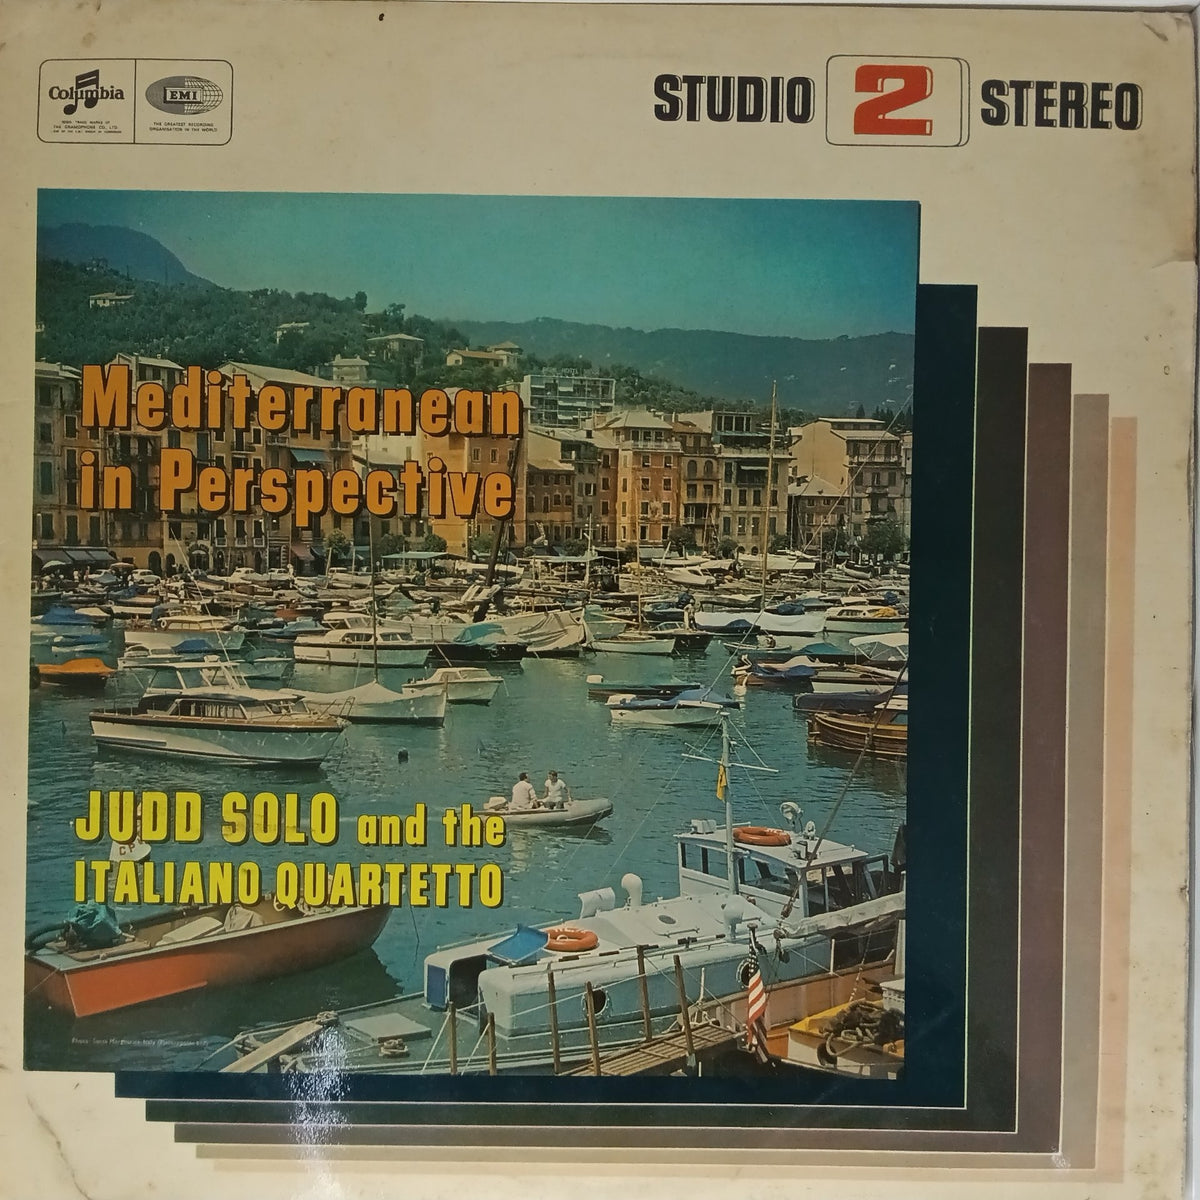 Columbia
EMI
THE GREATEST RECORDING
ORGANISATION IN THE WORLD
STUDIO 2 STEREO
Mediterranean
in Perspective
JUDD SOLO and the
ITALIANO QUARTETTO